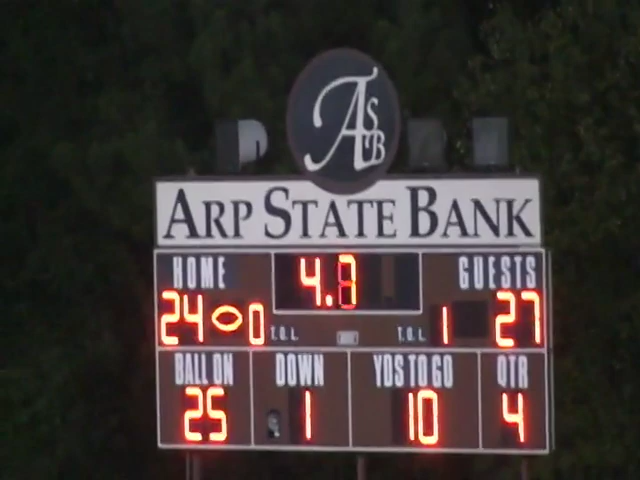 ASB
ARP STATE BANK
HOME 4.7 GUESTS
24 0 T.O.L. T.O.L. 1 27
BALL ON DOWN YDS TO GO QTR
25 1 10 4